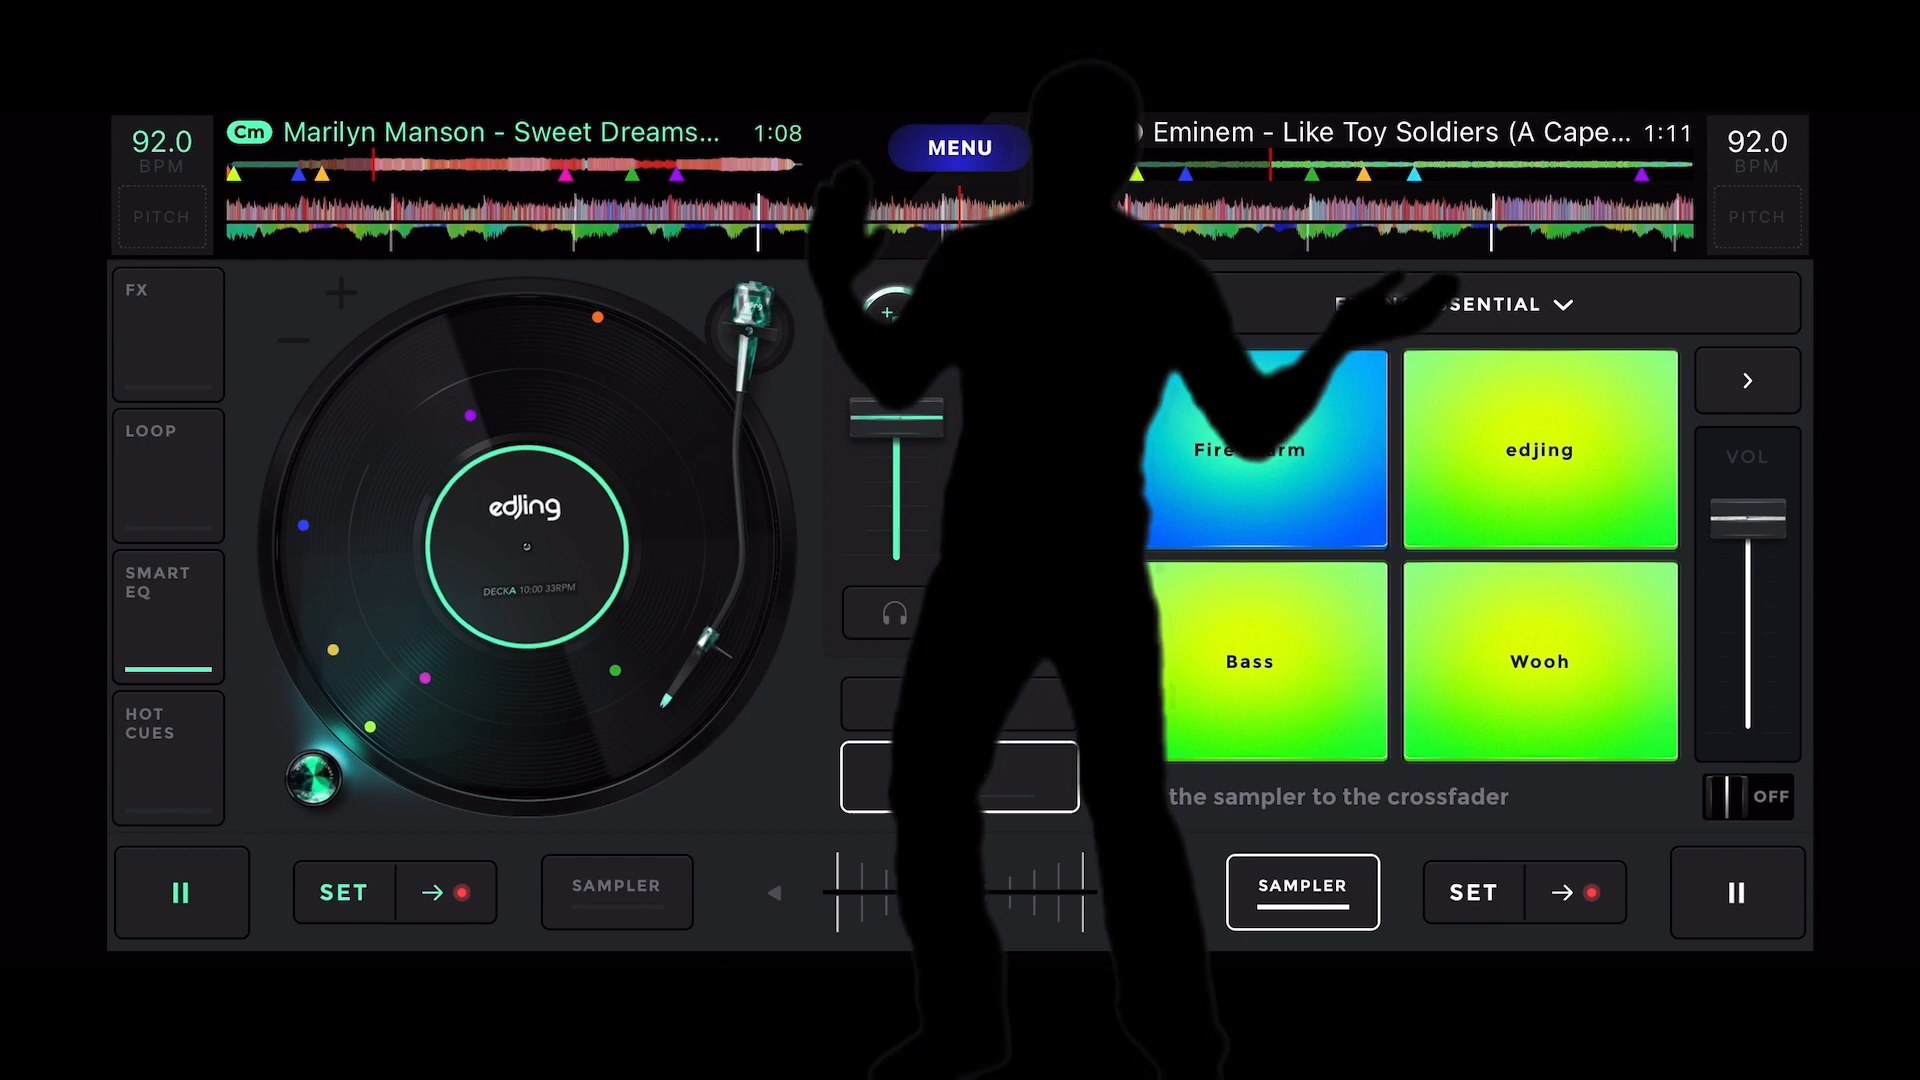 92.0
BPM
PITCH
Cm Marilyn Manson - Sweet Dreams... 1:08
MENU
Eminem - Like Toy Soldiers (A Cape... 1:11
92.0
BPM
PITCH
FX
LOOP
SMART
EQ
HOT
CUES
edjing
edjing
DECKA 10:00 33RPM
edjing
Bass
Wooh
VOL
the sampler to the crossfader
OFF
SET
SAMPLER
SAMPLER
SET